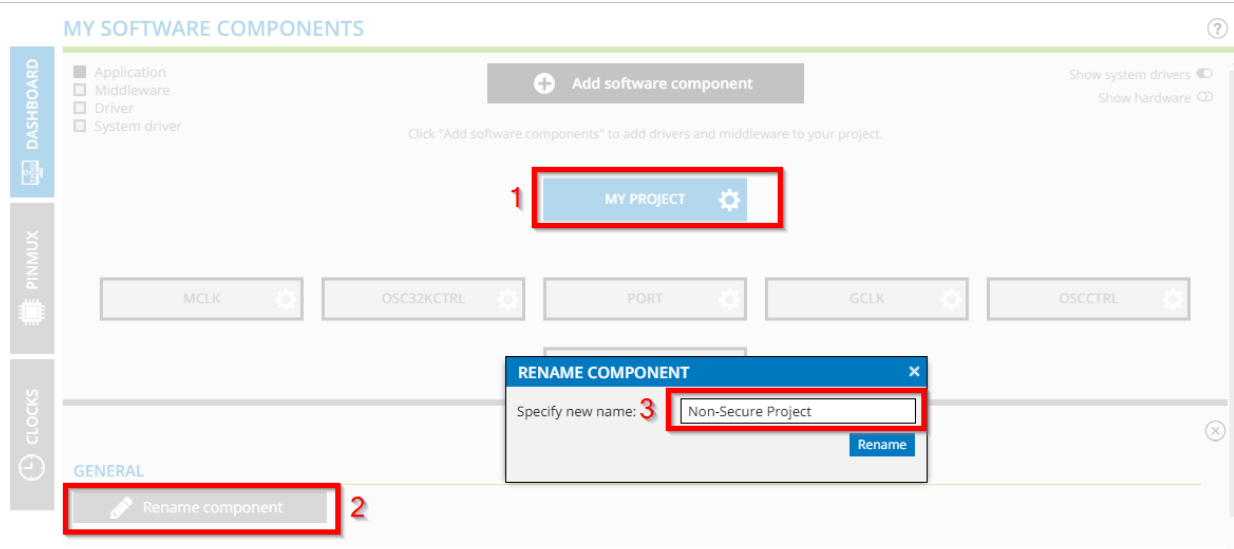 MY SOFTWARE COMPONENTS
?
DASHBOARD
PINMUX
CLOCKS
Application
Middleware
Driver
System driver
Add software component
Show system drivers
Show hardware
Click "Add software components" to add drivers and middleware to your project.
1
MY PROJECT
MCLK
OSC32KCTRL
PORT
GCLK
OSCCTRL
RENAME COMPONENT
Specify new name:
3
Non-Secure Project
Rename
GENERAL
Rename component
2